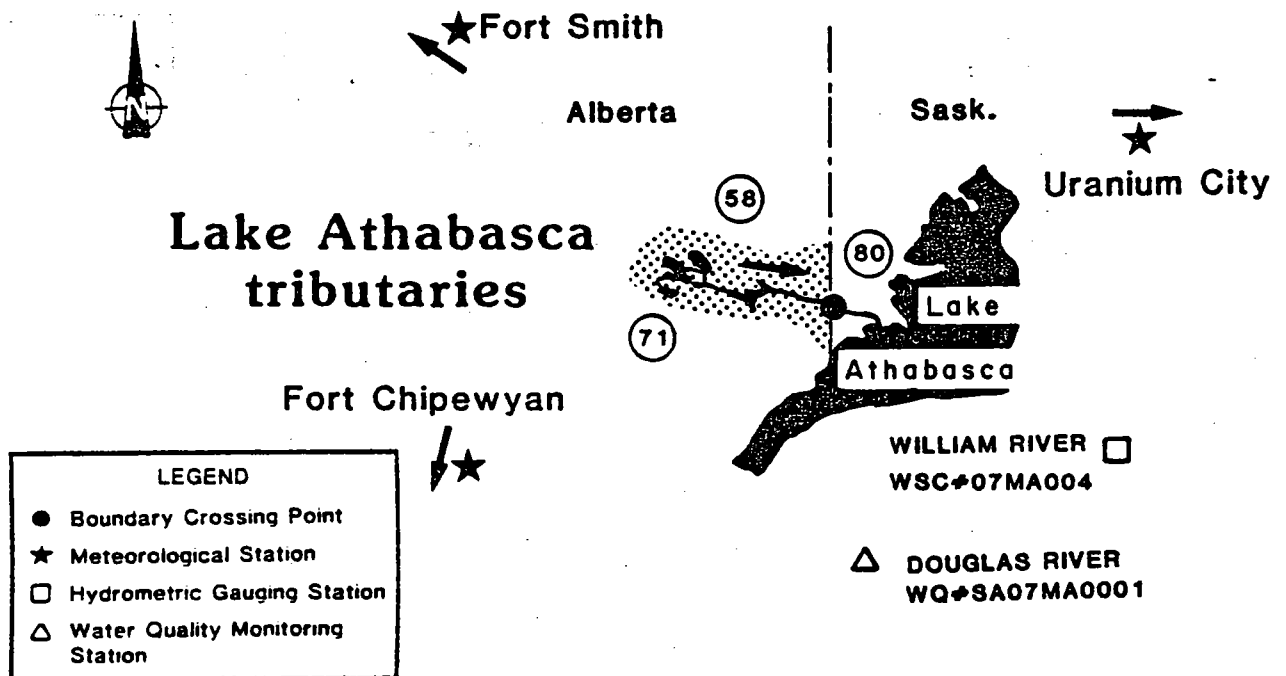 Fort Smith
N
Alberta
Sask.
Uranium City
58
Lake Athabasca
tributaries
80
Lake
71
Athabasca
Fort Chipewyan
WILLIAM RIVER
WSC#07MA004
LEGEND
Boundary Crossing Point
Meteorological Station
Hydrometric Gauging Station
Water Quality Monitoring
Station
DOUGLAS RIVER
WQ#SA07MA0001